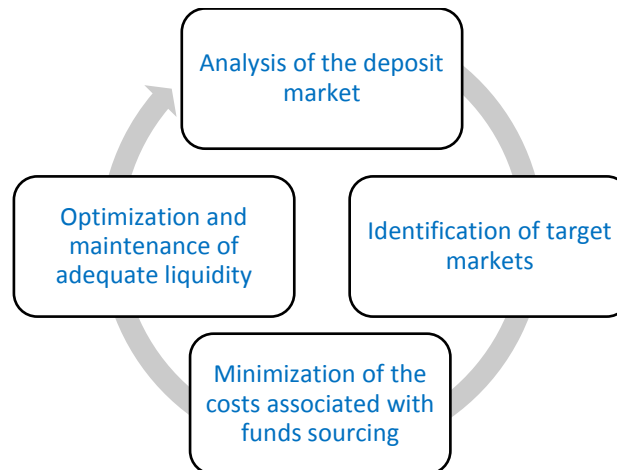 Analysis of the deposit
market
Identification of target
markets
Minimization of the
costs associated with
funds sourcing
Optimization and
maintenance of
adequate liquidity